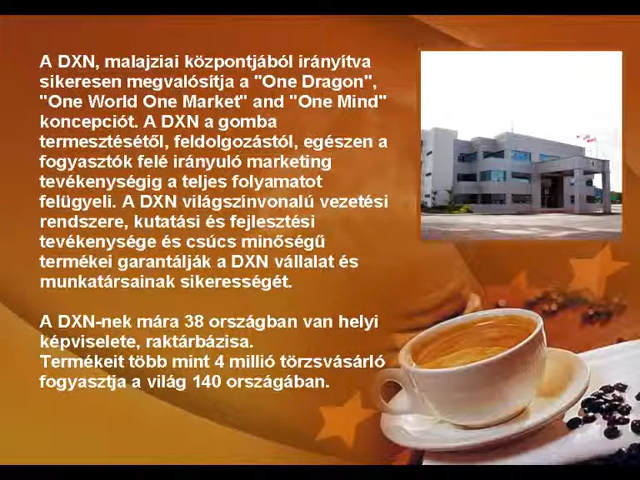 A DXN, malajziai központjából irányítva
sikeresen megvalósítja a "One Dragon",
"One World One Market" and "One Mind"
koncepciót. A DXN a gomba
termesztésétől, feldolgozástól, egészen a
fogyasztók felé irányuló marketing
tevékenységig a teljes folyamatot
felügyeli. A DXN világszínvonalú vezetési
rendszere, kutatási és fejlesztési
tevékenysége és csúcs minőségű
termékei garantálják a DXN vállalat és
munkatársainak sikerességét.
A DXN-nek mára 38 országban van helyi
képviselete, raktárbázisa.
Termékeit több mint 4 millió törzsvásárló
fogyasztja a világ 140 országában.